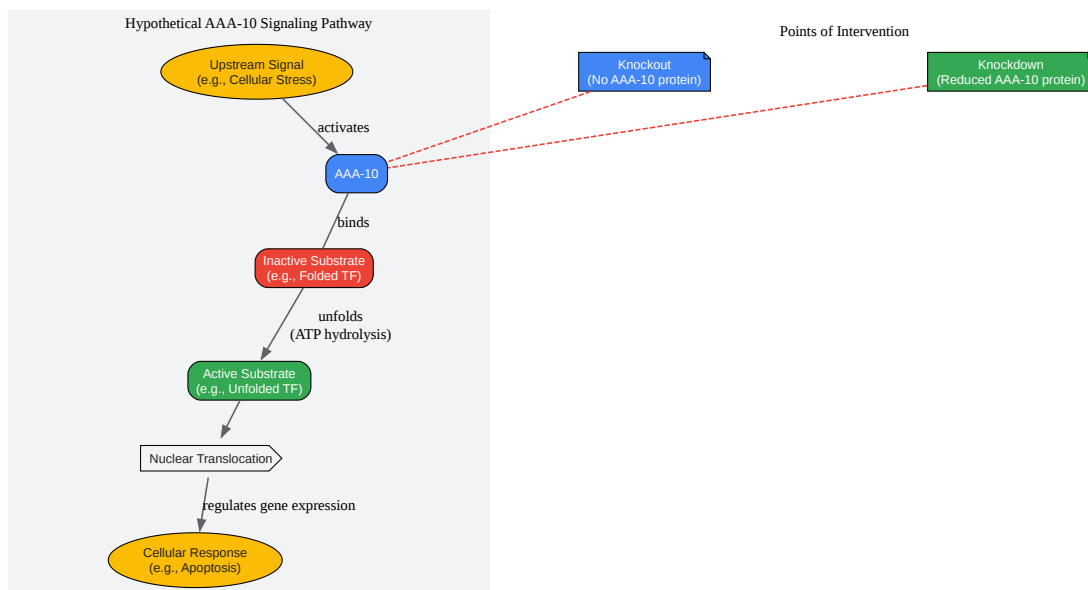 Hypothetical AAA-10 Signaling Pathway
Points of Intervention
Upstream Signal
(e.g., Cellular Stress)
Knockout
(No AAA-10 protein)
Knockdown
(Reduced AAA-10 protein)
activates
AAA-10
binds
Inactive Substrate
(e.g., Folded TF)
unfolds
(ATP hydrolysis)
Active Substrate
(e.g., Unfolded TF)
Nuclear Translocation
regulates gene expression
Cellular Response
(e.g., Apoptosis)